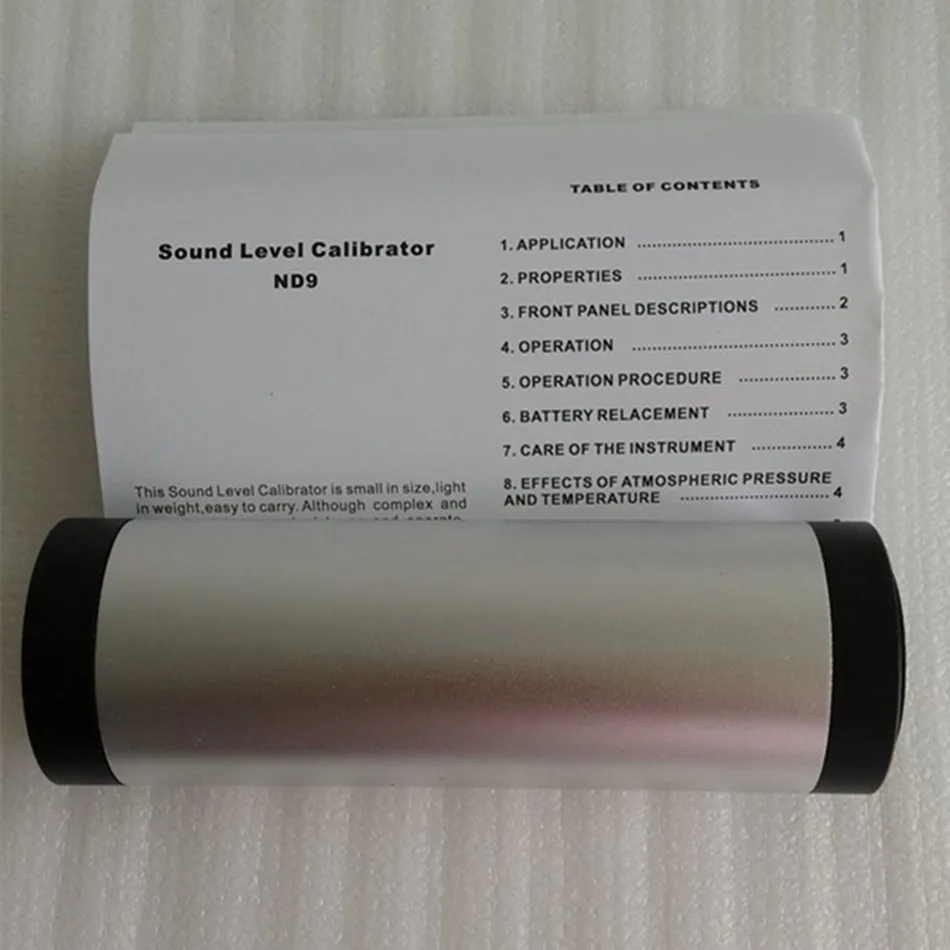 Sound Level Calibrator
ND9
This Sound Level Calibrator is small in size,light
in weight,easy to carry. Although complex and
TABLE OF CONTENTS
1. APPLICATION ........................................ 1
2. PROPERTIES ........................................ 1
3. FRONT PANEL DESCRIPTIONS ............ 2
4. OPERATION ........................................ 3
5. OPERATION PROCEDURE .................... 3
6. BATTERY RELACEMENT ...................... 3
7. CARE OF THE INSTRUMENT ................ 4
8. EFFECTS OF ATMOSPHERIC PRESSURE
AND TEMPERATURE .............................. 4